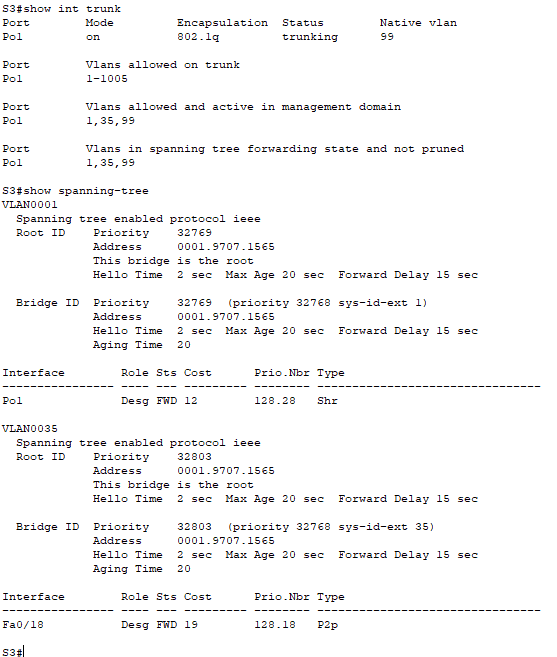 S3#show int trunk
Port        Mode         Encapsulation  Status        Native vlan
Po1         on           802.1q         trunking      99

Port        Vlans allowed on trunk
Po1         1-1005

Port        Vlans allowed and active in management domain
Po1         1,35,99

Port        Vlans in spanning tree forwarding state and not pruned
Po1         1,35,99

S3#show spanning-tree
VLAN0001
  Spanning tree enabled protocol ieee
  Root ID    Priority    32769
             Address     0001.9707.1565
             This bridge is the root
             Hello Time  2 sec  Max Age 20 sec  Forward Delay 15 sec

  Bridge ID  Priority    32769  (priority 32768 sys-id-ext 1)
             Address     0001.9707.1565
             Hello Time  2 sec  Max Age 20 sec  Forward Delay 15 sec
             Aging Time  20

Interface        Role Sts Cost      Prio.Nbr Type
---------------- ---- --- --------- -------- --------------------------------
Po1              Desg FWD 12        128.28   Shr

VLAN0035
  Spanning tree enabled protocol ieee
  Root ID    Priority    32803
             Address     0001.9707.1565
             This bridge is the root
             Hello Time  2 sec  Max Age 20 sec  Forward Delay 15 sec

  Bridge ID  Priority    32803  (priority 32768 sys-id-ext 35)
             Address     0001.9707.1565
             Hello Time  2 sec  Max Age 20 sec  Forward Delay 15 sec
             Aging Time  20

Interface        Role Sts Cost      Prio.Nbr Type
---------------- ---- --- --------- -------- --------------------------------
Fa0/18           Desg FWD 19        128.18   P2p

S3#